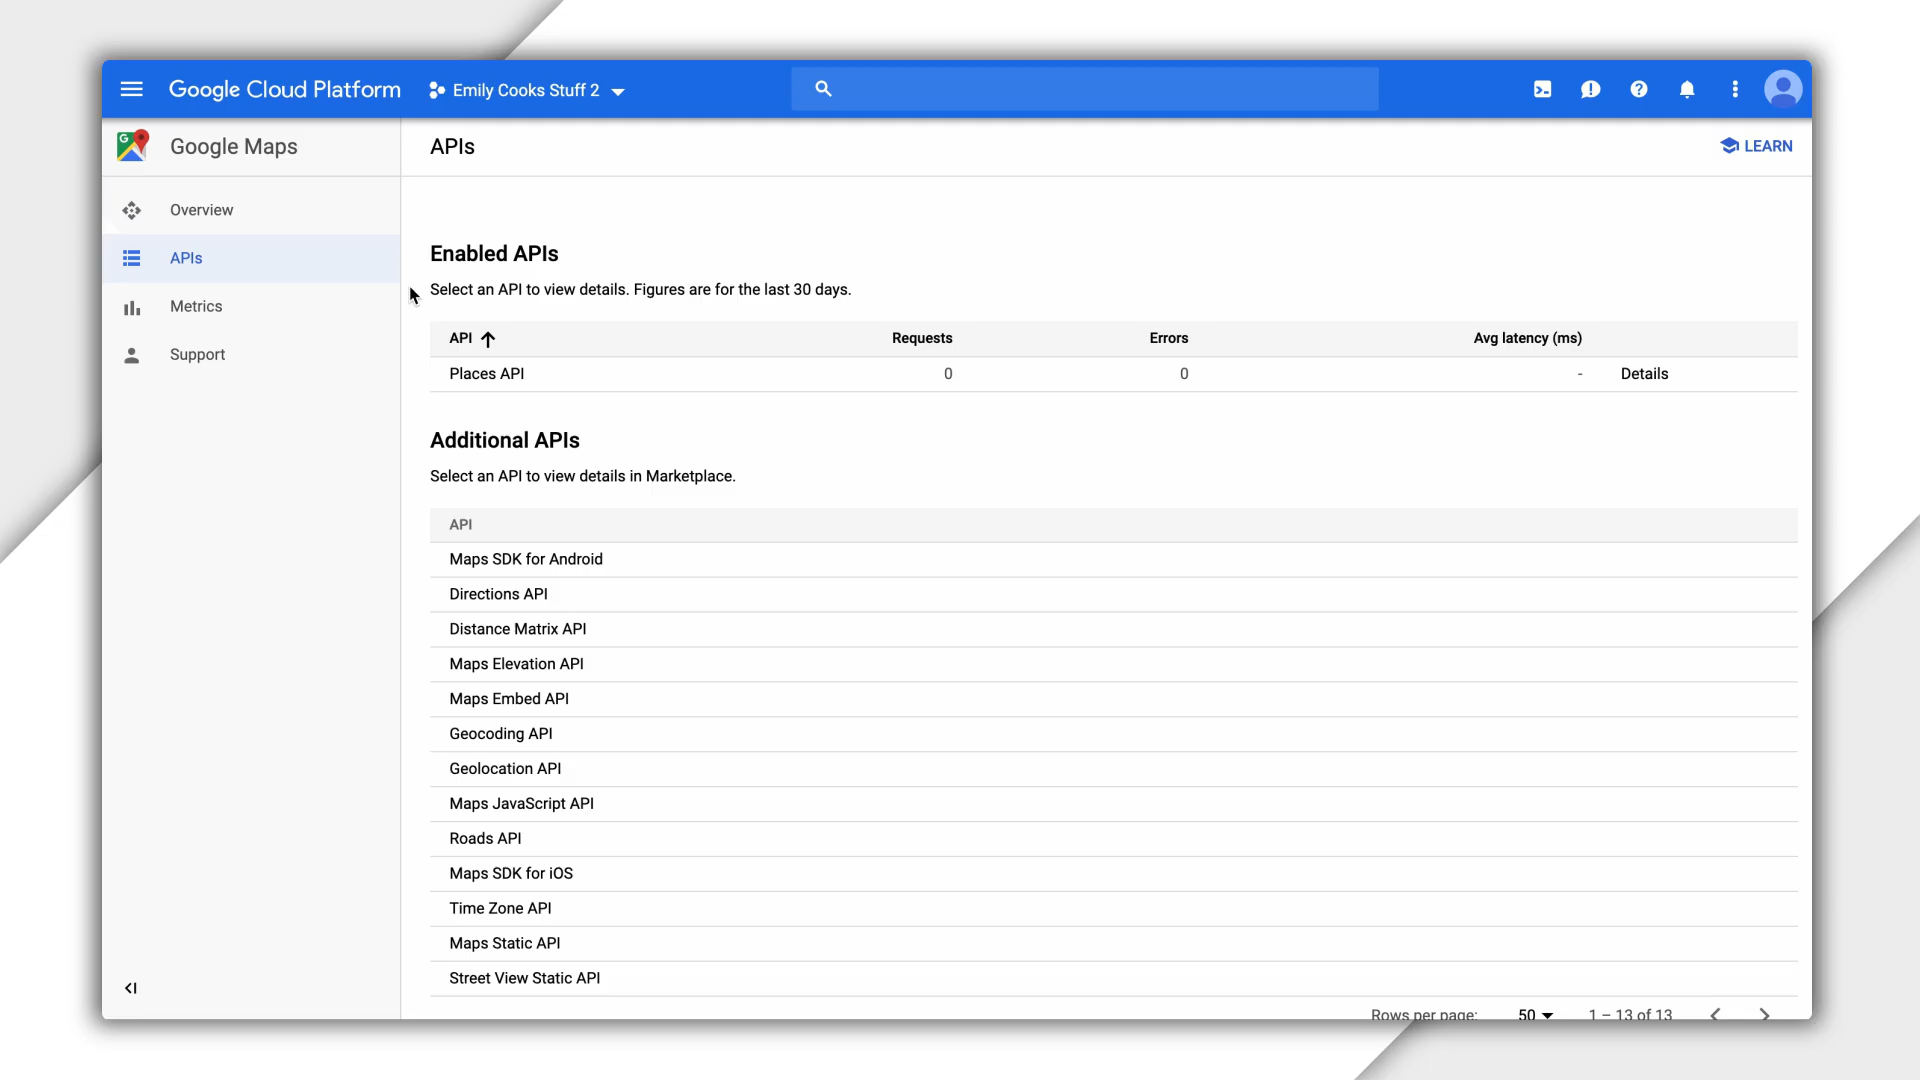 Google Cloud Platform
Emily Cooks Stuff 2
Google Maps
APIs
LEARN
Overview
APIs
Metrics
Support
Enabled APIs
Select an API to view details. Figures are for the last 30 days.
API Requests Errors Avg latency (ms)
Places API 0 0 - Details
Additional APIs
Select an API to view details in Marketplace.
API
Maps SDK for Android
Directions API
Distance Matrix API
Maps Elevation API
Maps Embed API
Geocoding API
Geolocation API
Maps JavaScript API
Roads API
Maps SDK for iOS
Time Zone API
Maps Static API
Street View Static API
Rows per page: 50 1 – 13 of 13